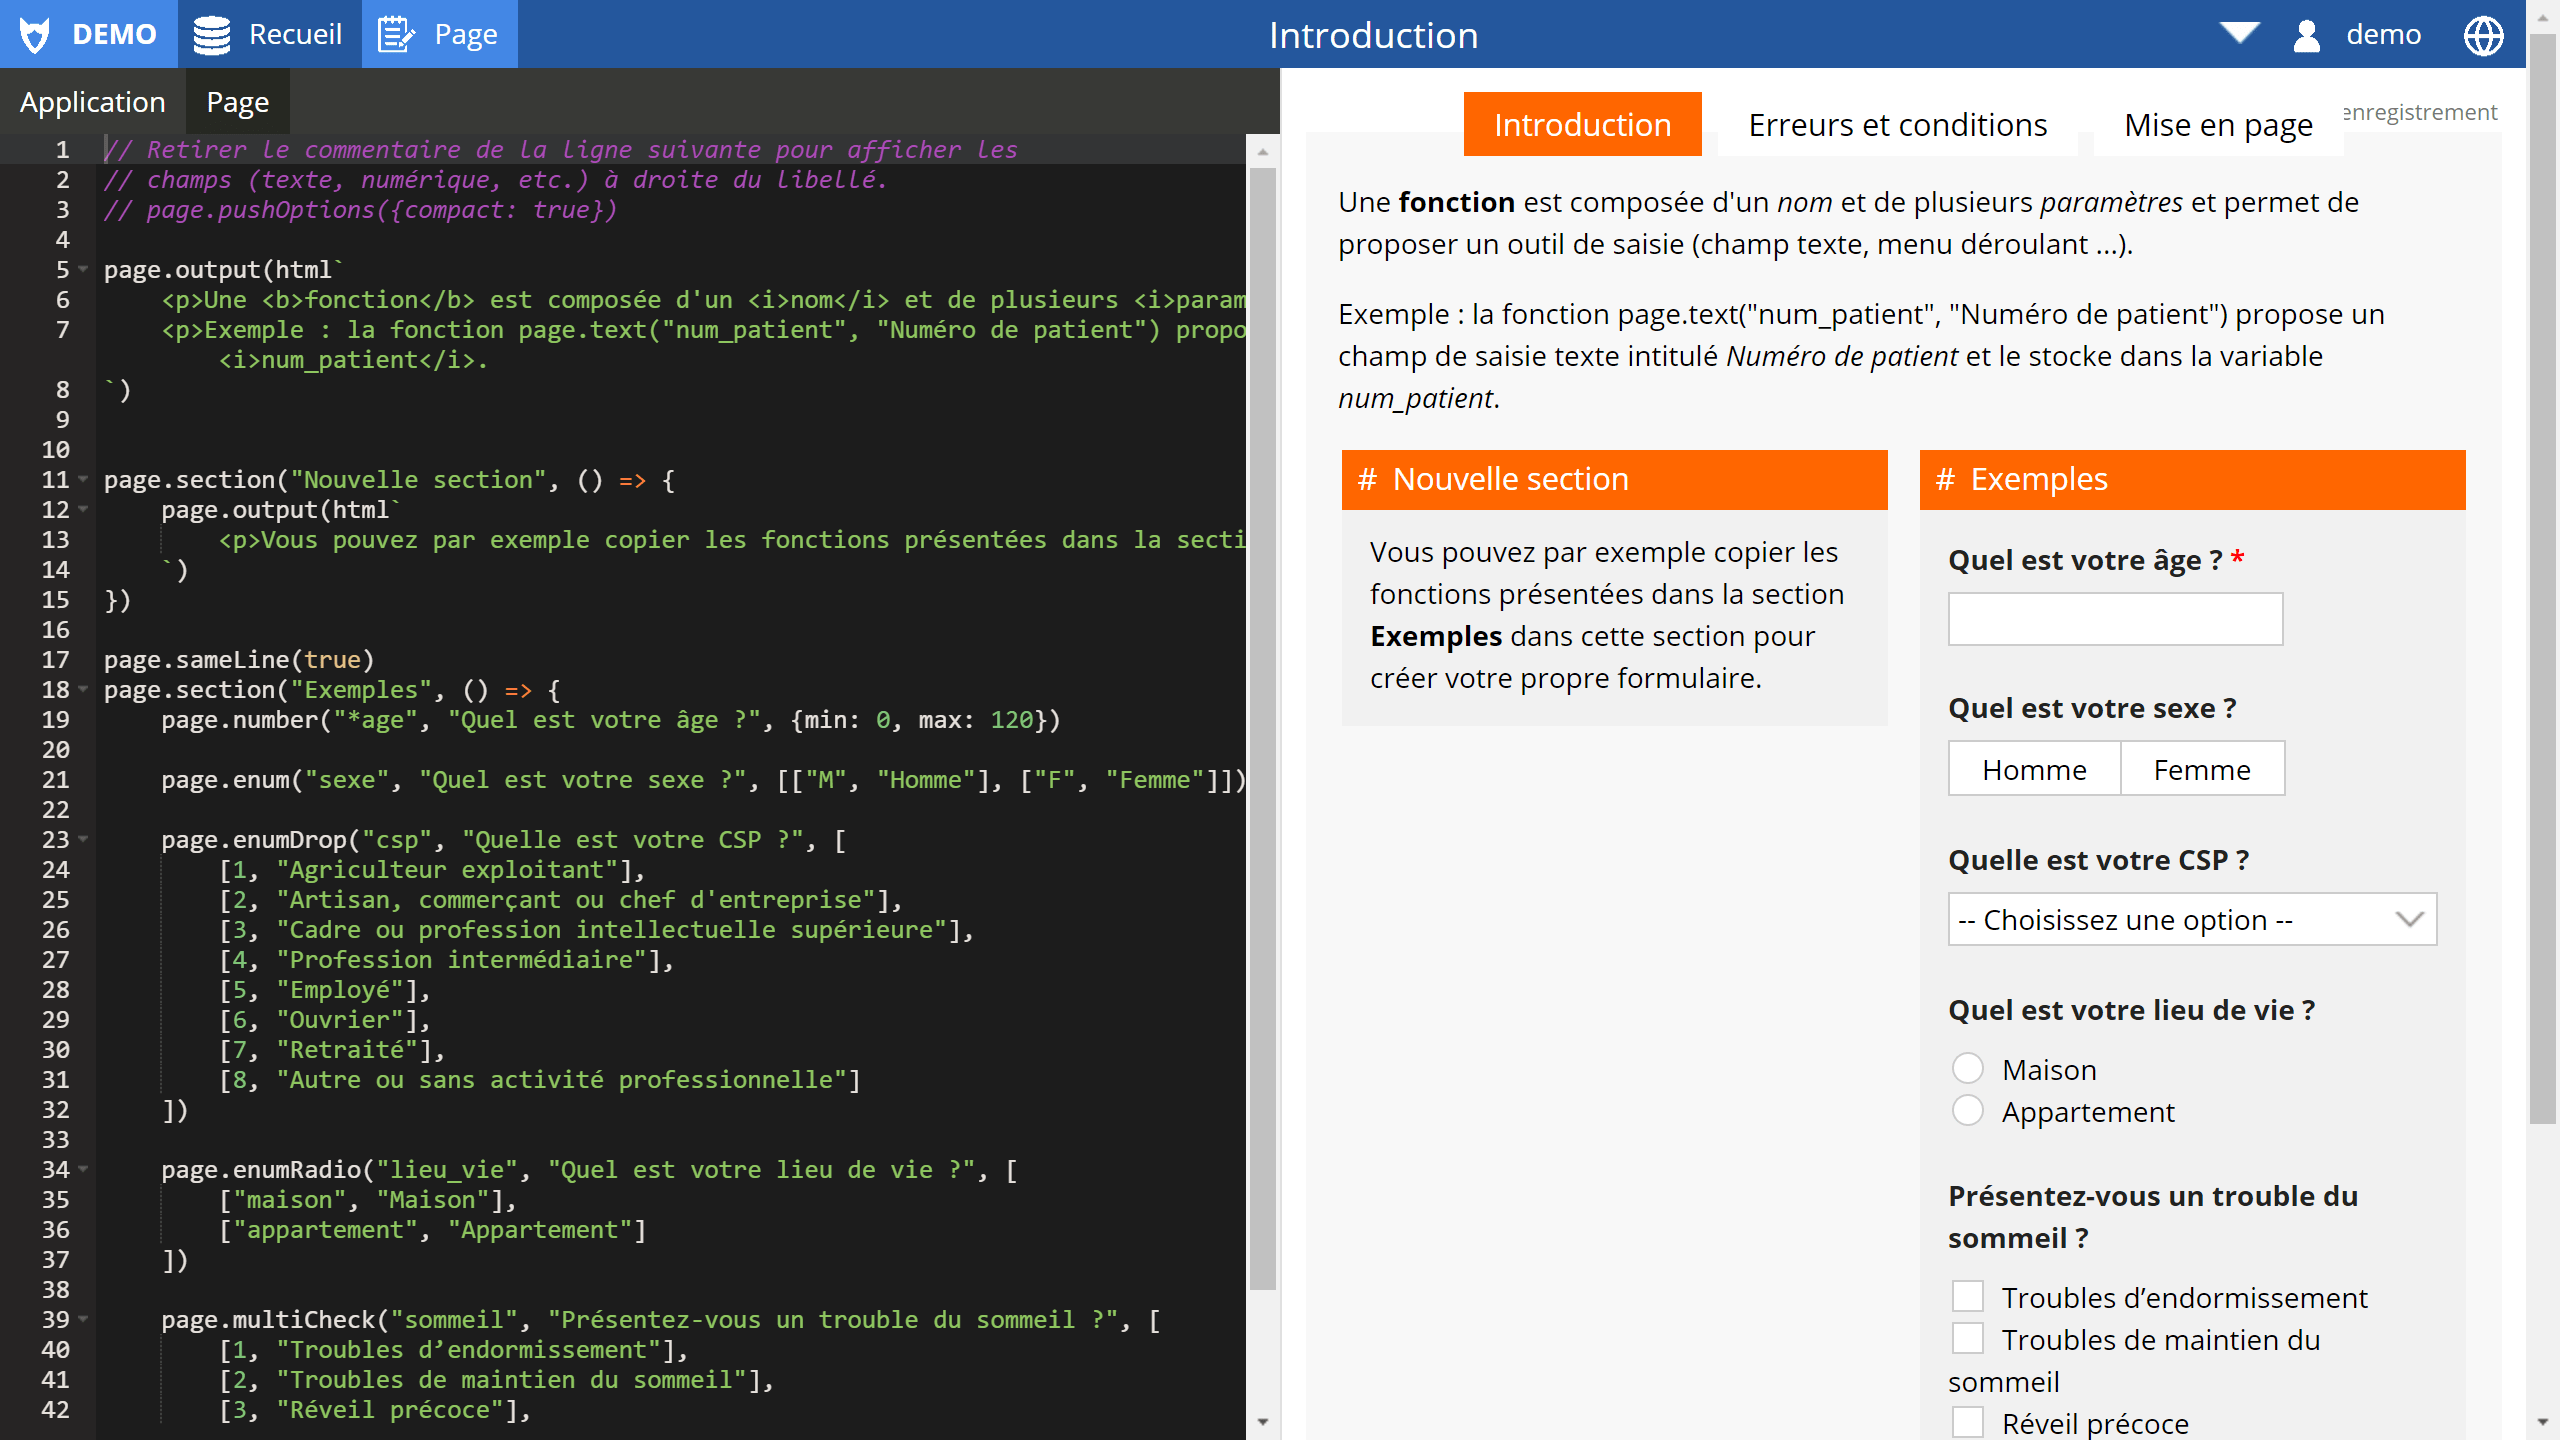 DEMO Recueil Page Introduction demo
Application Page
1 // Retirer le commentaire de la ligne suivante pour afficher les
2 // champs (texte, numérique, etc.) à droite du libellé.
3 // page.pushOptions({compact: true})
4
5 page.output(html`
6 <p>Une <b>fonction</b> est composée d'un <i>nom</i> et de plusieurs <i>param
7 <p>Exemple : la fonction page.text("num_patient", "Numéro de patient") propo
<i>num_patient</i>.
8 `)
9
10
11 page.section("Nouvelle section", () => {
12 page.output(html`
13 <p>Vous pouvez par exemple copier les fonctions présentées dans la secti
14 `)
15 })
16
17 page.sameLine(true)
18 page.section("Exemples", () => {
19 page.number("*age", "Quel est votre âge ?", {min: 0, max: 120})
20
21 page.enum("sexe", "Quel est votre sexe ?", [["M", "Homme"], ["F", "Femme"]])
22
23 page.enumDrop("csp", "Quelle est votre CSP ?", [
24 [1, "Agriculteur exploitant"],
25 [2, "Artisan, commerçant ou chef d'entreprise"],
26 [3, "Cadre ou profession intellectuelle supérieure"],
27 [4, "Profession intermédiaire"],
28 [5, "Employé"],
29 [6, "Ouvrier"],
30 [7, "Retraité"],
31 [8, "Autre ou sans activité professionnelle"]
32 ])
33
34 page.enumRadio("lieu_vie", "Quel est votre lieu de vie ?", [
35 ["maison", "Maison"],
36 ["appartement", "Appartement"]
37 ])
38
39 page.multiCheck("sommeil", "Présentez-vous un trouble du sommeil ?", [
40 [1, "Troubles d’endormissement"],
41 [2, "Troubles de maintien du sommeil"],
42 [3, "Réveil précoce"],
Introduction Erreurs et conditions Mise en page enregistrement
Une fonction est composée d'un nom et de plusieurs paramètres et permet de
proposer un outil de saisie (champ texte, menu déroulant ...).
Exemple : la fonction page.text("num_patient", "Numéro de patient") propose un
champ de saisie texte intitulé Numéro de patient et le stocke dans la variable
num_patient.
# Nouvelle section
Vous pouvez par exemple copier les
fonctions présentées dans la section
Exemples dans cette section pour
créer votre propre formulaire.
# Exemples
Quel est votre âge ? *
Quel est votre sexe ?
Homme Femme
Quelle est votre CSP ?
-- Choisissez une option --
Quel est votre lieu de vie ?
Maison
Appartement
Présentez-vous un trouble du
sommeil ?
Troubles d’endormissement
Troubles de maintien du
sommeil
Réveil précoce